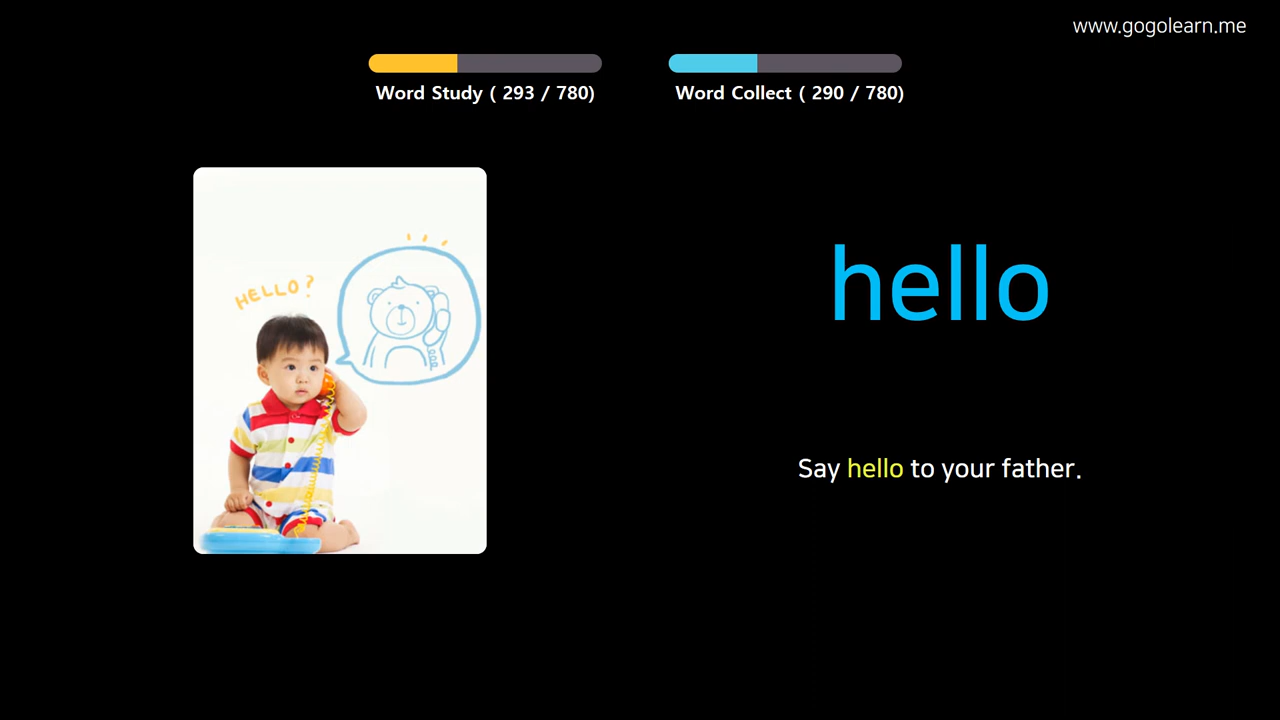 www.gogolearn.me
Word Study ( 293 / 780)
Word Collect ( 290 / 780)
HELLO?
hello
Say hello to your father.